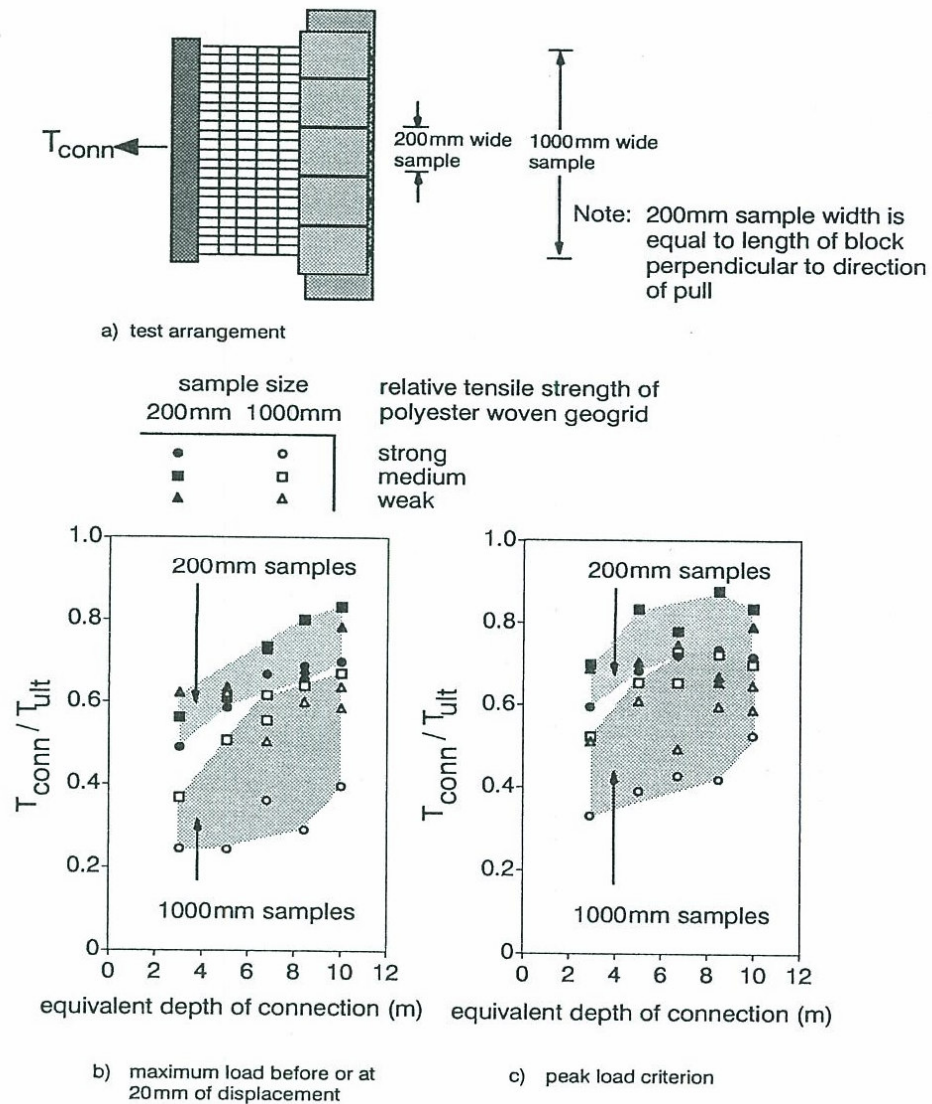 T conn
200mm wide
sample
1000mm wide
sample
Note: 200mm sample width is
equal to length of block
perpendicular to direction
of pull
a) test arrangement
sample size
200mm 1000mm
relative tensile strength of
polyester woven geogrid
strong
medium
weak
1.0
0.8
0.6
0.4
0.2
0
T conn / T ult
200mm samples
1000mm samples
0 2 4 6 8 10 12
equivalent depth of connection (m)
b) maximum load before or at
20mm of displacement
1.0
0.8
0.6
0.4
0.2
0
T conn / T ult
200mm samples
1000mm samples
0 2 4 6 8 10 12
equivalent depth of connection (m)
c) peak load criterion